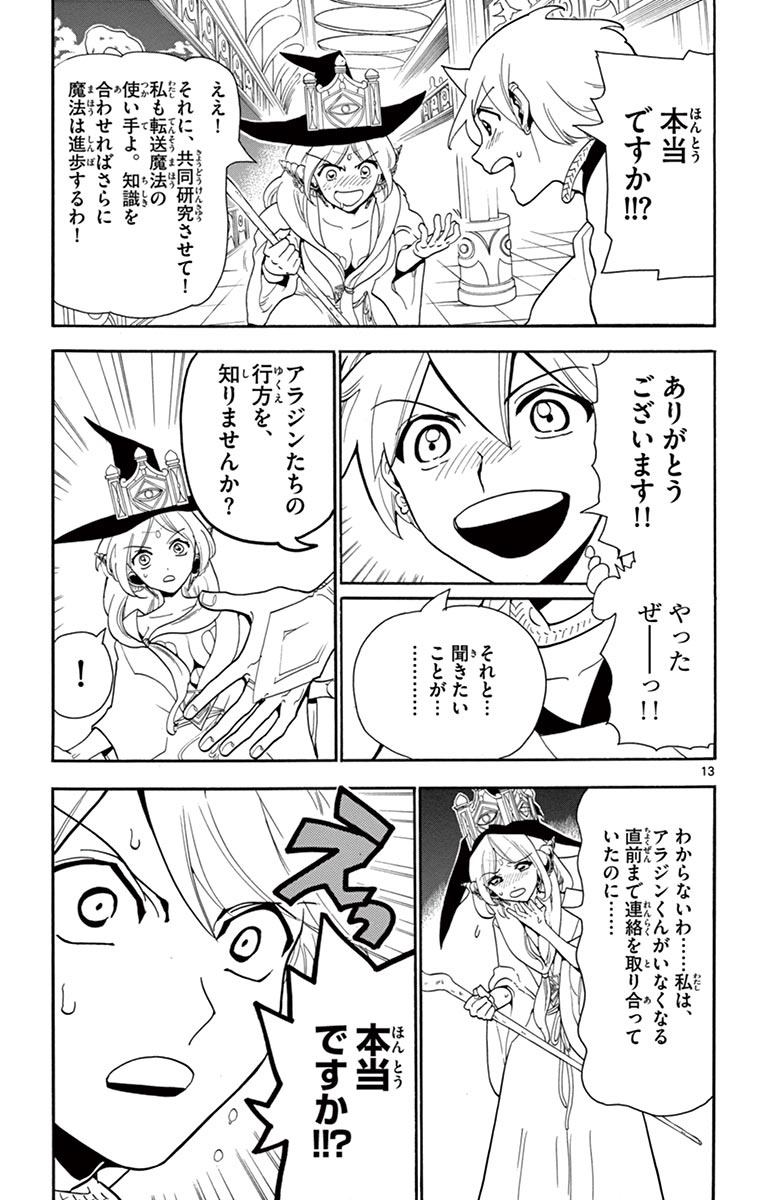 本当
ですか!!?
ええ！
それに、共同研究させて！
私も転送魔法の
使い手よ。知識を
合わせればさらに
魔法は進歩するわ！
ありがとう
ございます!!
やった
ぜ──っ!!
それと…
聞きたい
ことが…
…………
アラジンたちの
行方を、
知りませんか？
！
13
わからないわ……私は、
アラジンくんがいなくなる
直前まで連絡を取り合って
いたのに……
えっ
本当
ですか!!?